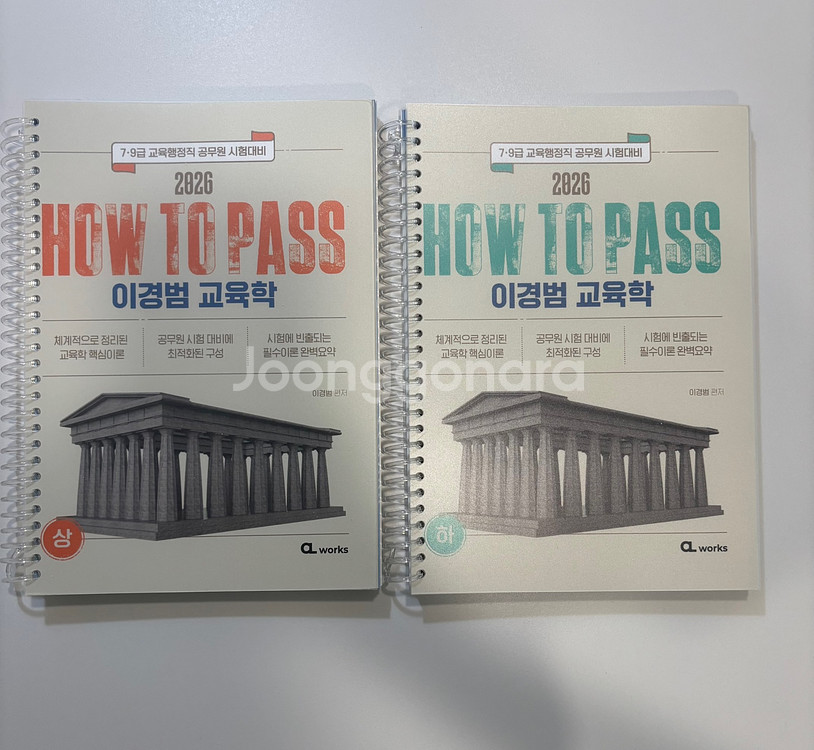 7·9급 교육행정직 공무원 시험대비
2026
HOW TO PASS
이경범 교육학
체계적으로 정리된
교육학 핵심이론
공무원 시험 대비에
최적화된 구성
시험에 빈출되는
필수이론 완벽요약
이경범 편저
상
CL works
7·9급 교육행정직 공무원 시험대비
2026
HOW TO PASS
이경범 교육학
체계적으로 정리된
교육학 핵심이론
공무원 시험 대비에
최적화된 구성
시험에 빈출되는
필수이론 완벽요약
이경범 편저
하
CL works
Joonggonara